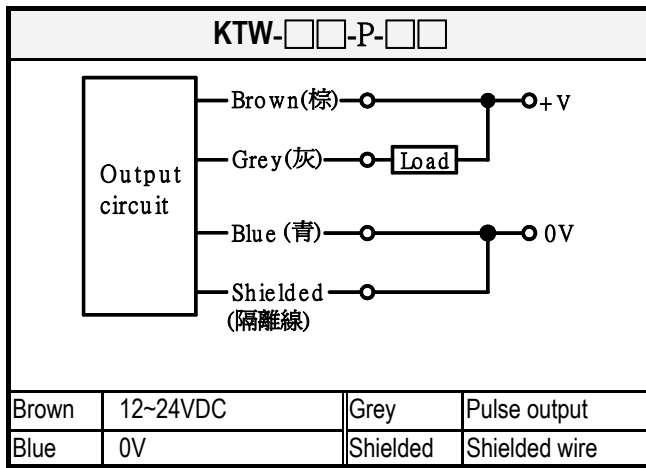 KTW-□□-P-□□
Brown(棕)
+V
Grey(灰)
Load
Output
circuit
Blue (青)
0V
Shielded
(隔離線)
Brown 12~24VDC Grey Pulse output
Blue 0V Shielded Shielded wire